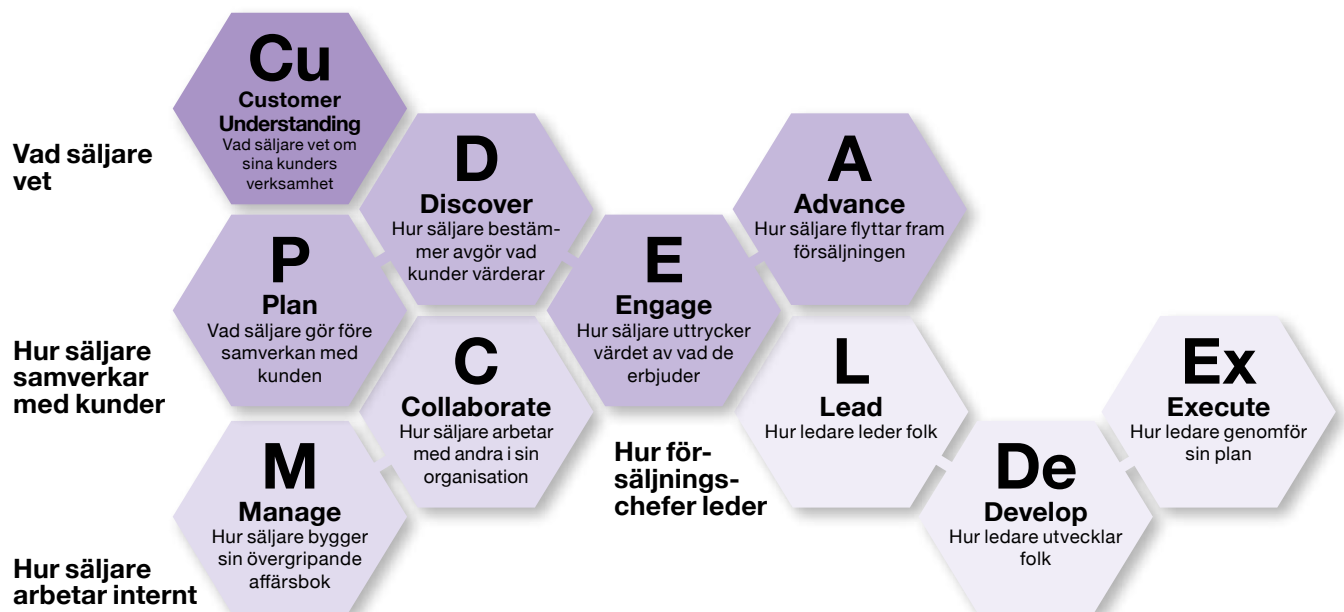 Vad säljare
vet
Cu
Customer
Understanding
Vad säljare vet om
sina kunders
verksamhet
D
Discover
Hur säljare bestäm-
mer avgör vad
kunder värderar
A
Advance
Hur säljare flyttar fram
försäljningen
Hur säljare
samverkar
med kunder
P
Plan
Vad säljare gör före
samverkan med
kunden
E
Engage
Hur säljare uttrycker
värdet av vad de
erbjuder
C
Collaborate
Hur säljare arbetar
med andra i sin
organisation
L
Lead
Hur ledare leder folk
Ex
Execute
Hur ledare genomför
sin plan
Hur för-
säljnings-
chefer leder
Hur säljare
arbetar internt
M
Manage
Hur säljare bygger
sin övergripande
affärsbok
De
Develop
Hur ledare utvecklar
folk